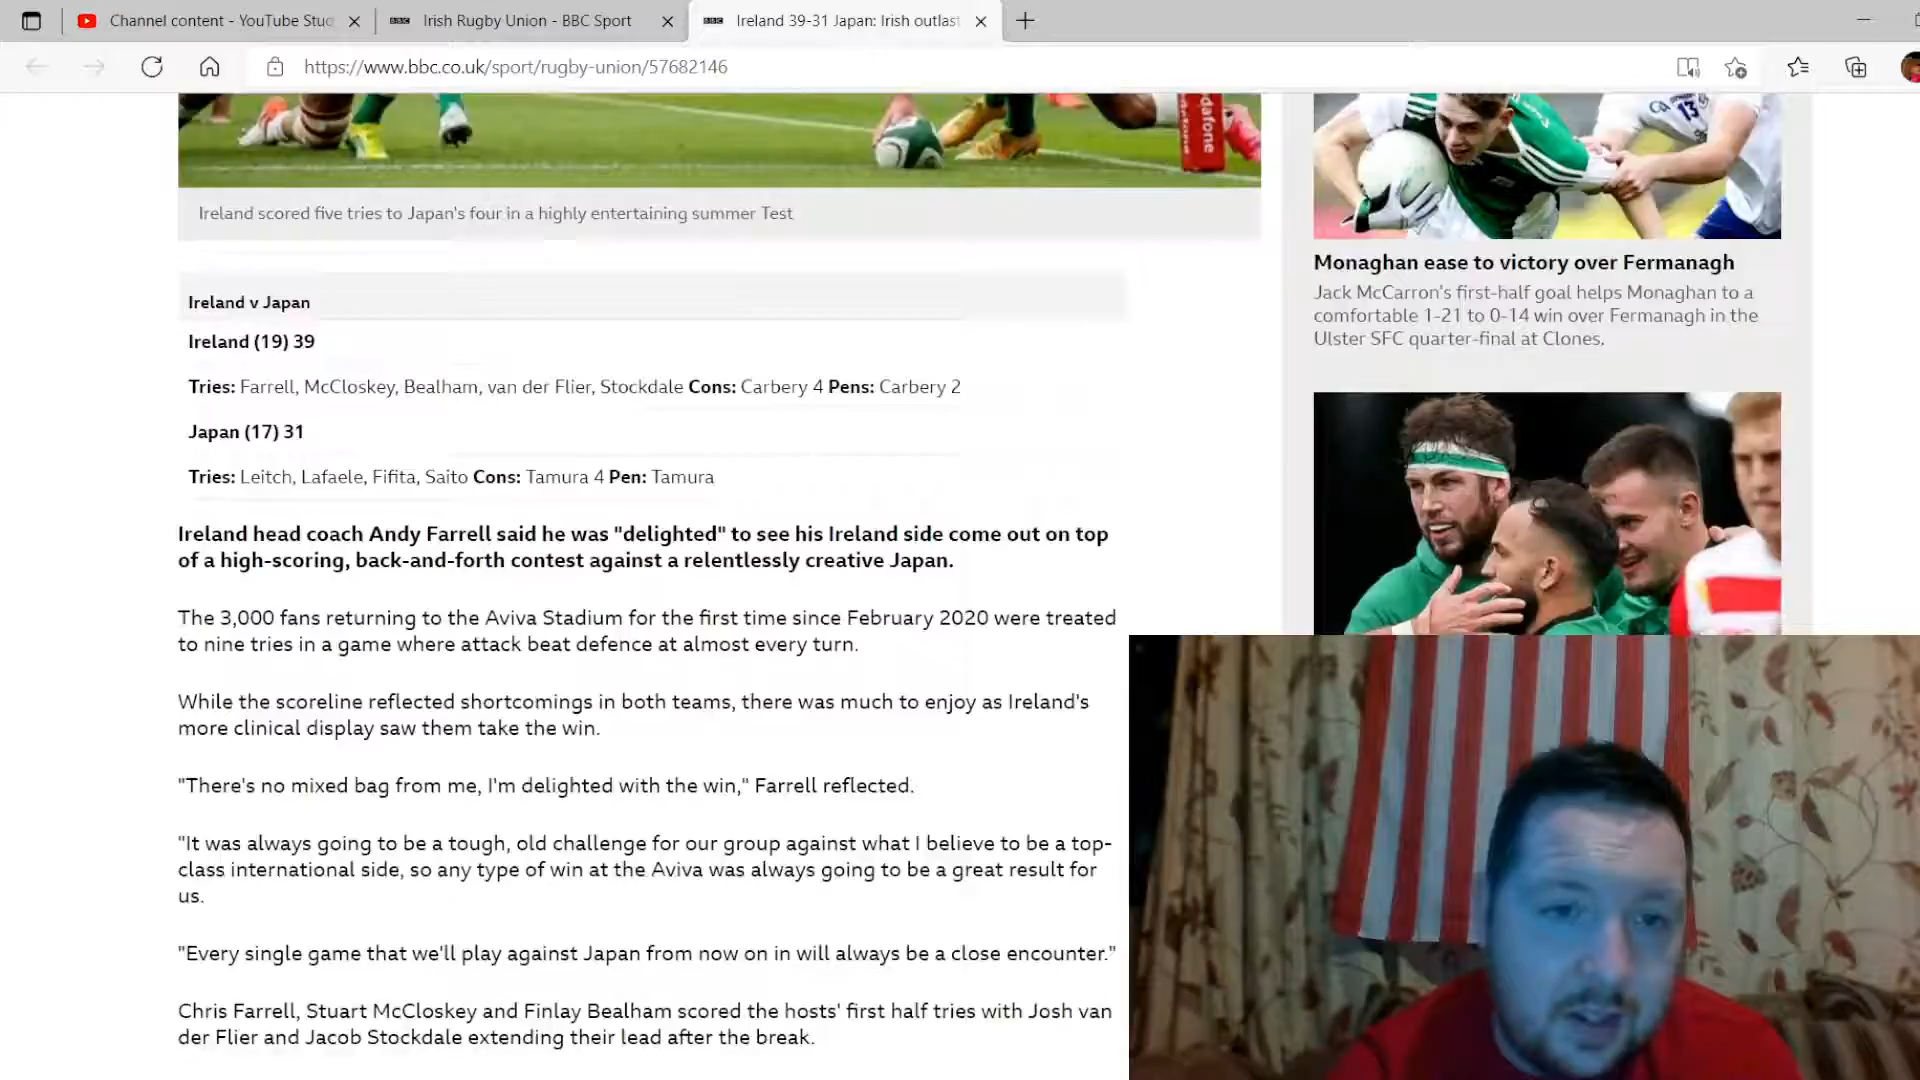 Channel content - YouTube Stud
Irish Rugby Union - BBC Sport
Ireland 39-31 Japan: Irish outlast
https://www.bbc.co.uk/sport/rugby-union/57682146
dafone
13
Ireland scored five tries to Japan's four in a highly entertaining summer Test
Ireland v Japan
Ireland (19) 39
Tries: Farrell, McCloskey, Bealham, van der Flier, Stockdale Cons: Carbery 4 Pens: Carbery 2
Japan (17) 31
Tries: Leitch, Lafaele, Fifita, Saito Cons: Tamura 4 Pen: Tamura
Ireland head coach Andy Farrell said he was "delighted" to see his Ireland side come out on top
of a high-scoring, back-and-forth contest against a relentlessly creative Japan.
The 3,000 fans returning to the Aviva Stadium for the first time since February 2020 were treated
to nine tries in a game where attack beat defence at almost every turn.
While the scoreline reflected shortcomings in both teams, there was much to enjoy as Ireland's
more clinical display saw them take the win.
"There's no mixed bag from me, I'm delighted with the win," Farrell reflected.
"It was always going to be a tough, old challenge for our group against what I believe to be a top-
class international side, so any type of win at the Aviva was always going to be a great result for
us.
"Every single game that we'll play against Japan from now on in will always be a close encounter."
Chris Farrell, Stuart McCloskey and Finlay Bealham scored the hosts' first half tries with Josh van
der Flier and Jacob Stockdale extending their lead after the break.
Monaghan ease to victory over Fermanagh
Jack McCarron's first-half goal helps Monaghan to a
comfortable 1-21 to 0-14 win over Fermanagh in the
Ulster SFC quarter-final at Clones.